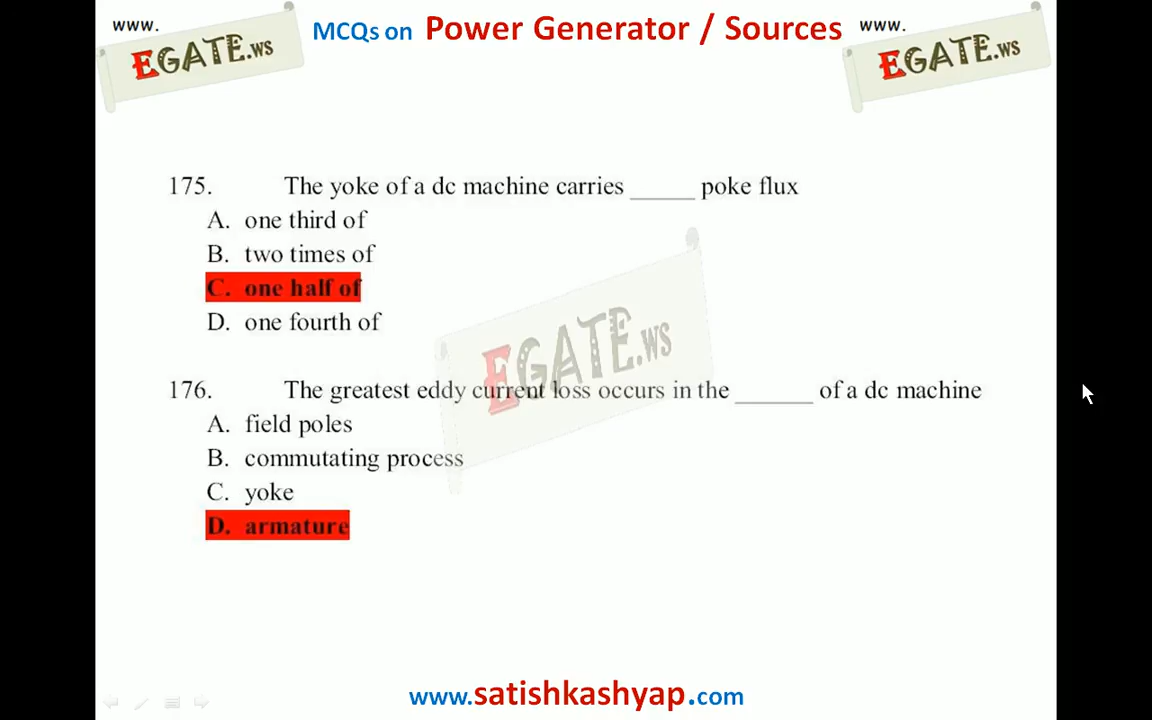 www.
EGATE.ws
MCQs on Power Generator / Sources
www.
EGATE.ws
175. The yoke of a dc machine carries _____ poke flux
A. one third of
B. two times of
C. one half of
D. one fourth of
EGATE.ws
176. The greatest eddy current loss occurs in the ______ of a dc machine
A. field poles
B. commutating process
C. yoke
D. armature
www.satishkashyap.com